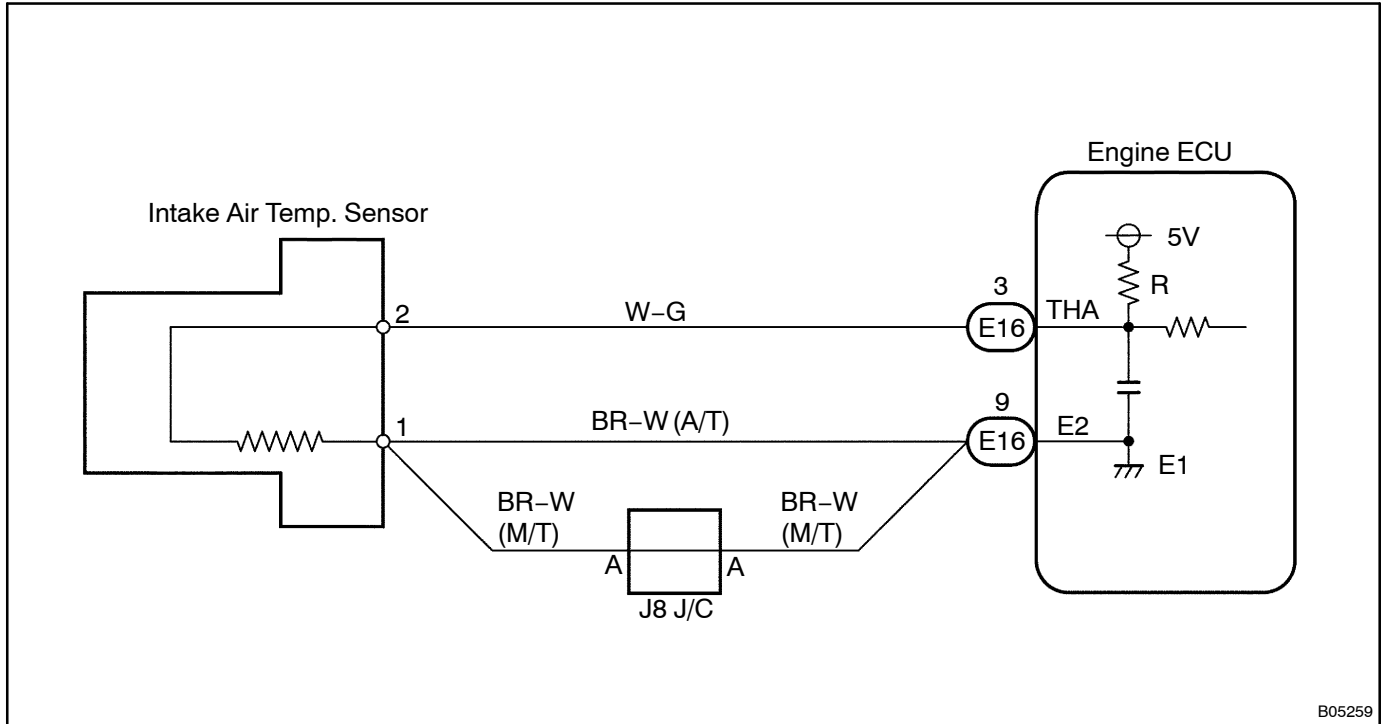 Engine ECU
Intake Air Temp. Sensor
5V
R
2
W–G
3
E16
THA
1
BR–W (A/T)
9
E16
E2
E1
BR–W
(M/T)
BR–W
(M/T)
A
A
J8 J/C
B05259